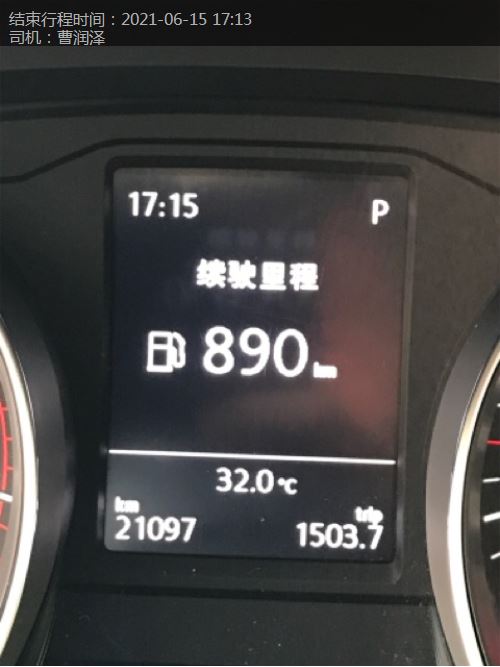 结束行程时间：2021-06-15 17:13
司机：曹润泽
17:15 P
续驶里程
890 km
32.0 °C
km trip
21097 1503.7